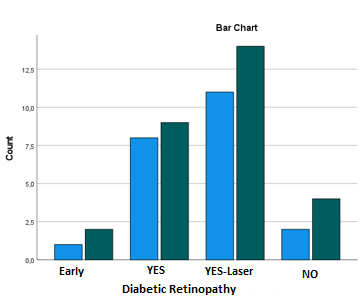 Bar Chart
12,5
10,0
7,5
5,0
2,5
0,0
Count
Early YES YES-Laser NO
Diabetic Retinopathy